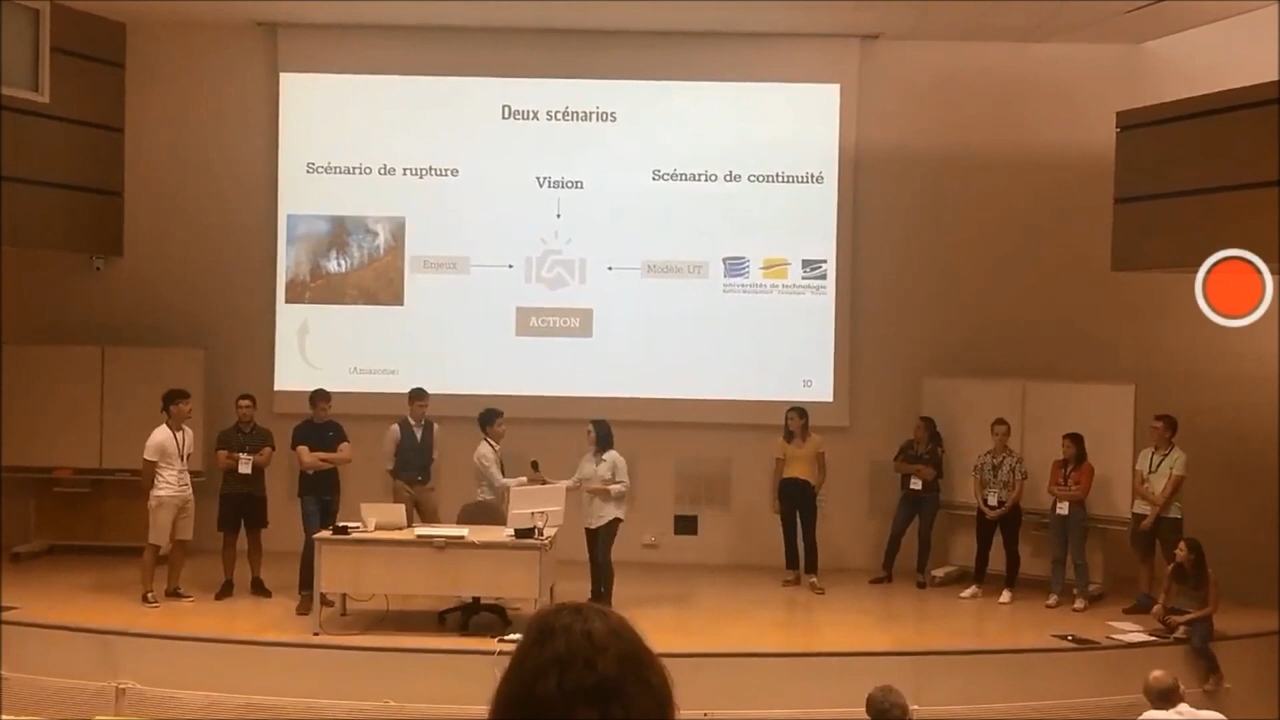 Deux scénarios
Scénario de rupture
Vision
Scénario de continuité
Enjeux
Modèle UT
universités de technologie
ACTION
(Amazonie)
10